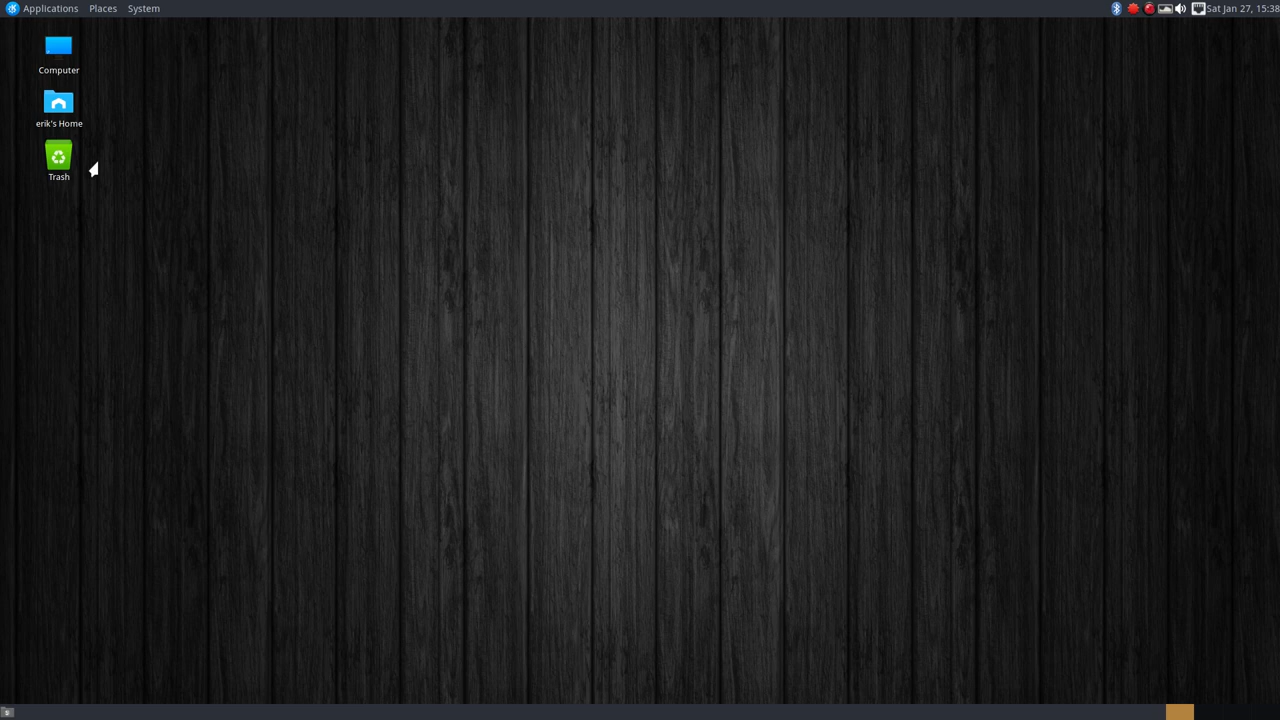 Applications Places System Sat Jan 27, 15:38
Computer
erik's Home
Trash